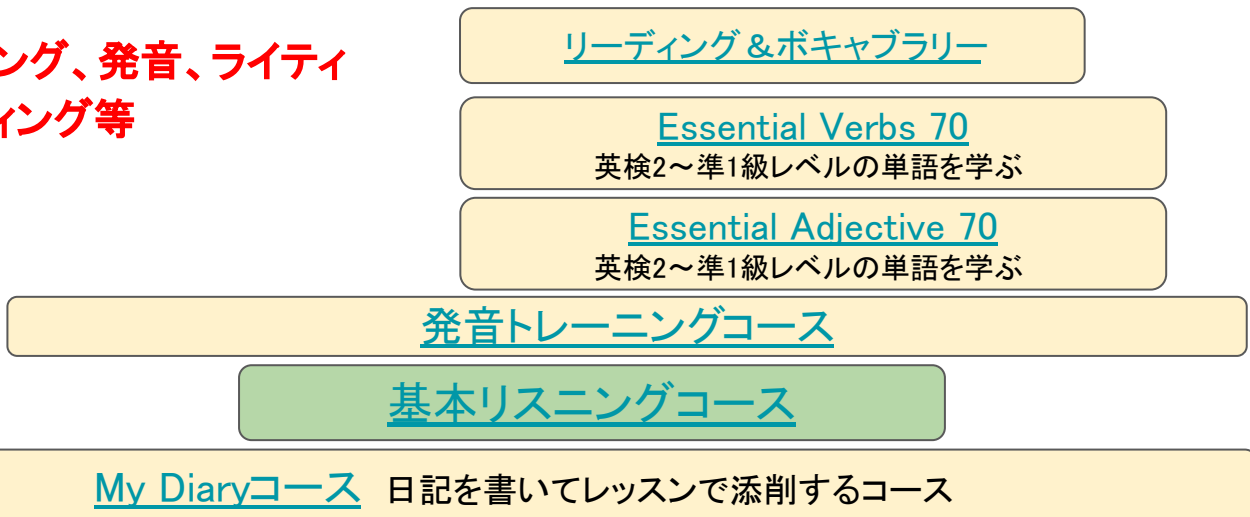 ング、発音、ライティ
ィング等
リーディング＆ボキャブラリー
Essential Verbs 70
英検2～準1級レベルの単語を学ぶ
Essential Adjective 70
英検2～準1級レベルの単語を学ぶ
発音トレーニングコース
基本リスニングコース
My Diaryコース 日記を書いてレッスンで添削するコース